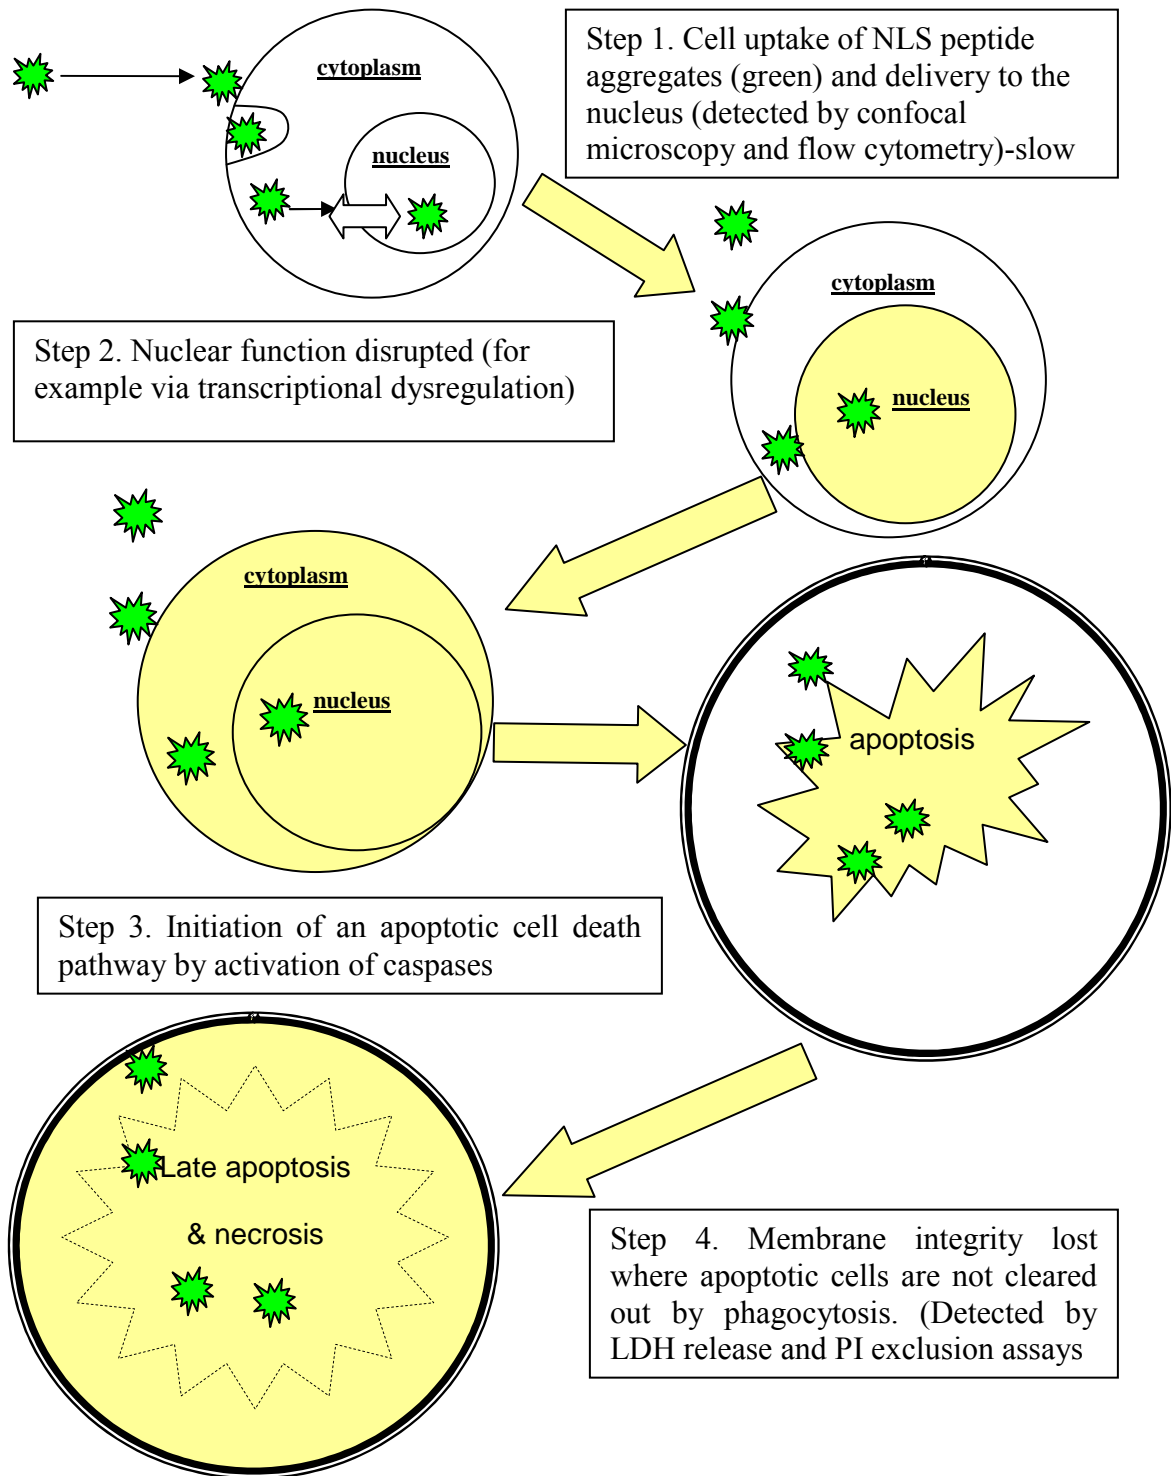 cytoplasm
nucleus
Step 1. Cell uptake of NLS peptide
aggregates (green) and delivery to the
nucleus (detected by confocal
microscopy and flow cytometry)-slow
cytoplasm
nucleus
Step 2. Nuclear function disrupted (for
example via transcriptional dysregulation)
cytoplasm
nucleus
apoptosis
Step 3. Initiation of an apoptotic cell death
pathway by activation of caspases
Late apoptosis
& necrosis
Step 4. Membrane integrity lost
where apoptotic cells are not cleared
out by phagocytosis. (Detected by
LDH release and PI exclusion assays